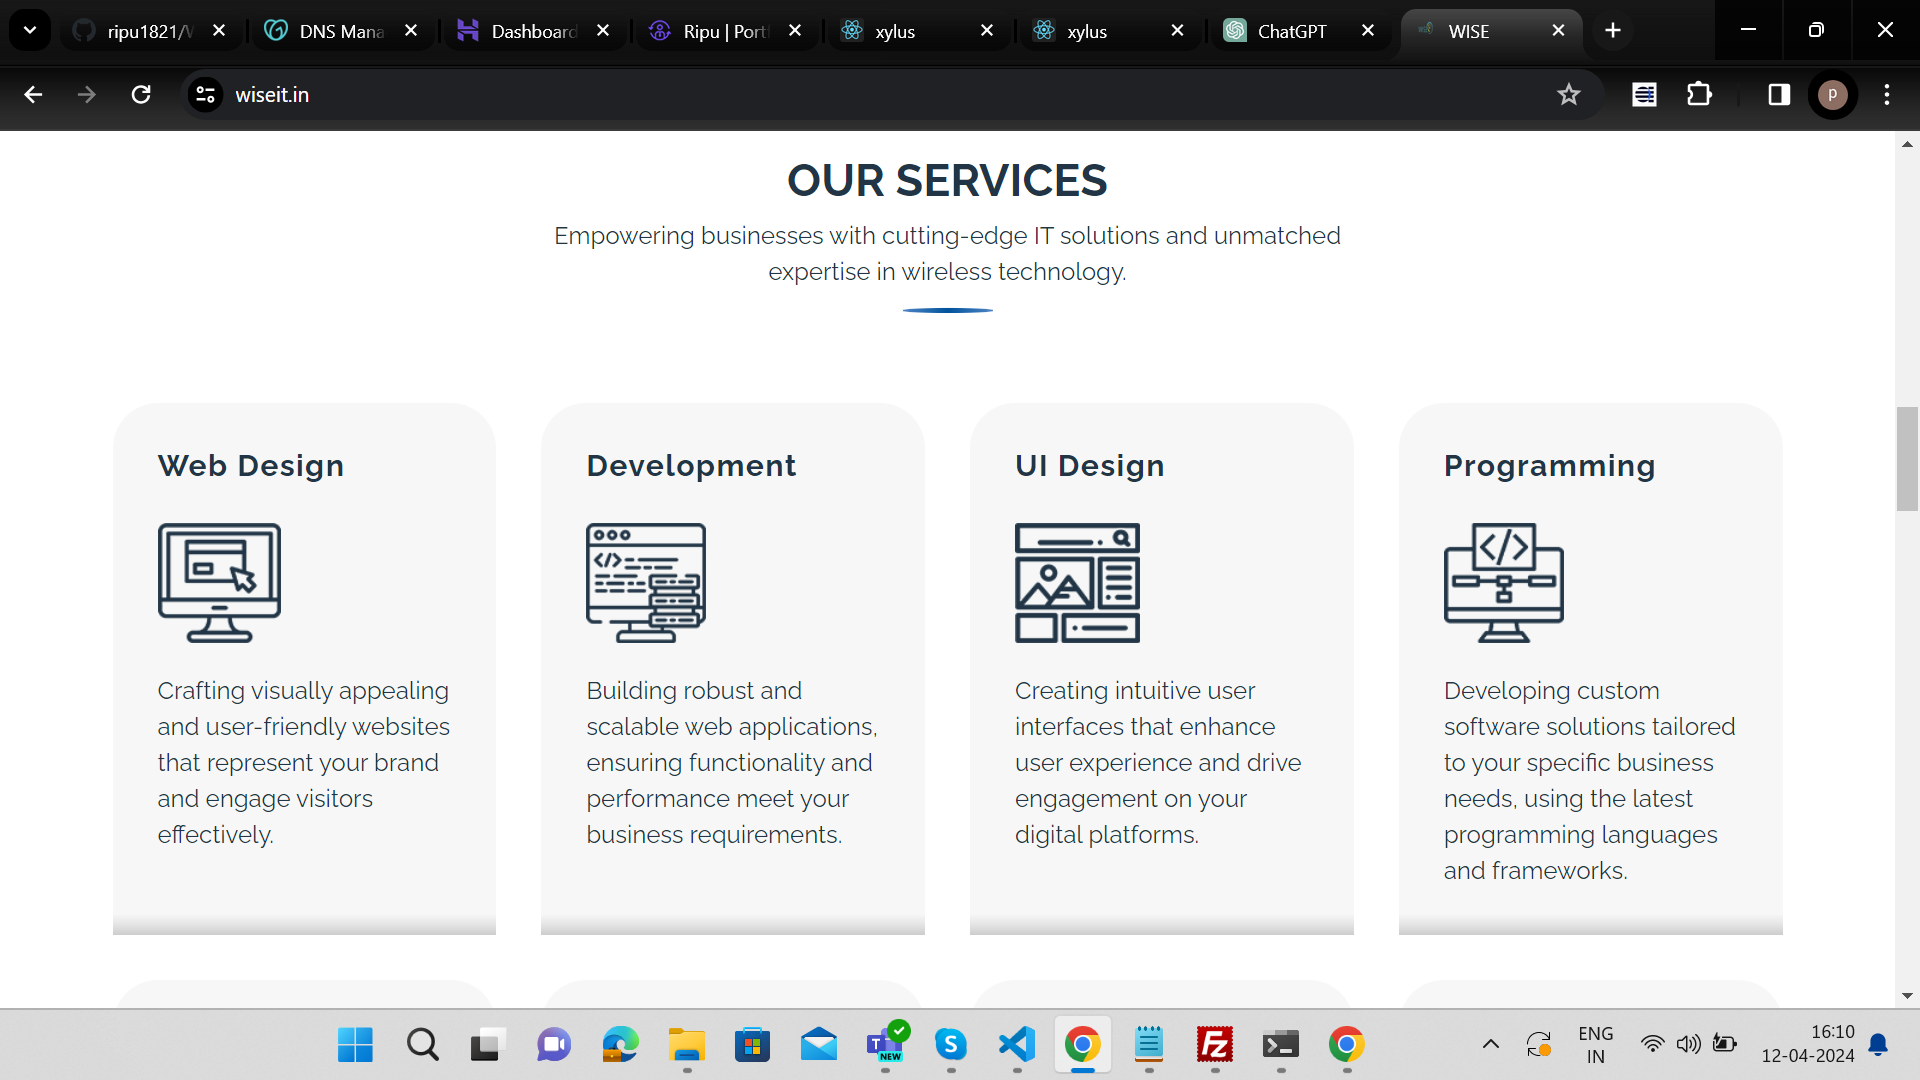 ripu1821/W
DNS Mana
Dashboard
Ripu | Portf
xylus
xylus
ChatGPT
WISE
wiseit.in
p
OUR SERVICES
Empowering businesses with cutting-edge IT solutions and unmatched
expertise in wireless technology.
Web Design
Development
UI Design
Programming
Crafting visually appealing
and user-friendly websites
that represent your brand
and engage visitors
effectively.
Building robust and
scalable web applications,
ensuring functionality and
performance meet your
business requirements.
Creating intuitive user
interfaces that enhance
user experience and drive
engagement on your
digital platforms.
Developing custom
software solutions tailored
to your specific business
needs, using the latest
programming languages
and frameworks.
T
NEW
S
FZ
ENG
IN
16:10
12-04-2024